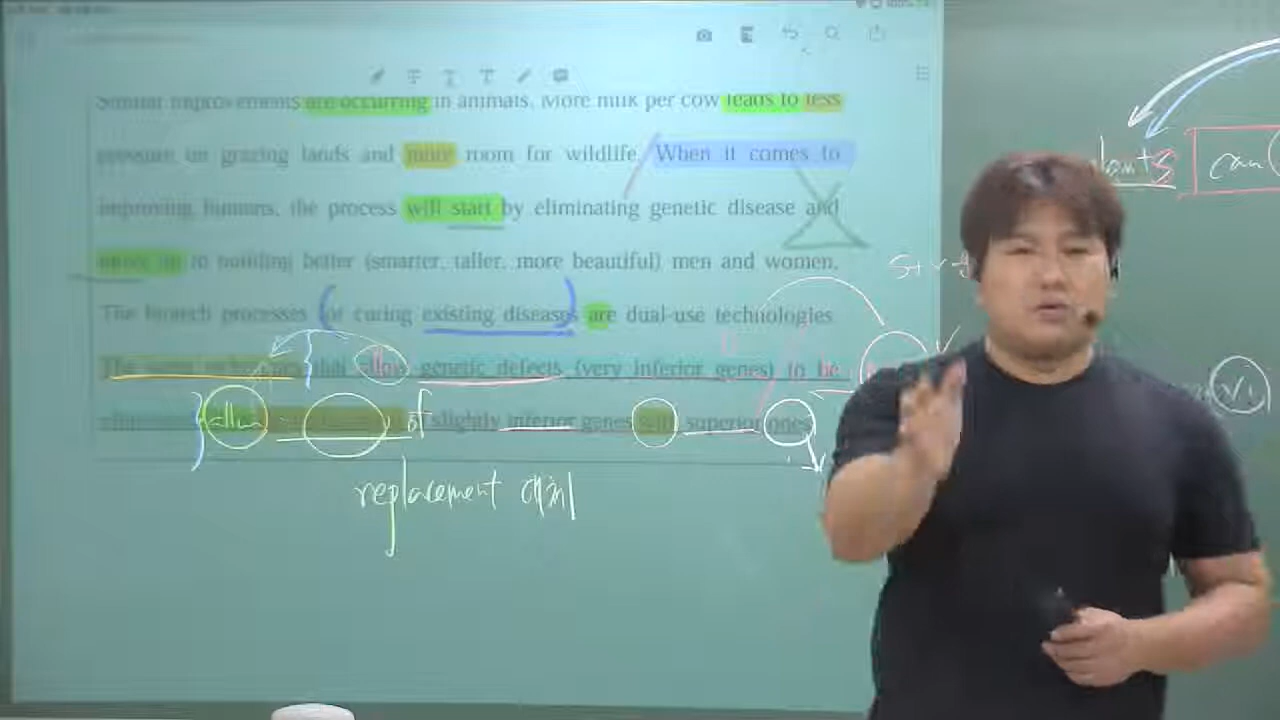 Similar improvements are occurring in animals. More milk per cow leads to less
pressure on grazing lands and more room for wildlife. When it comes to
improving humans, the process will start by eliminating genetic disease and
move on to building better (smarter, taller, more beautiful) men and women.
The biotech processes for curing existing diseases are dual-use technologies.
The same technology that allows genetic defects (very inferior genes) to be
allow of slightly inferior genes with superior ones
replacement
plants can